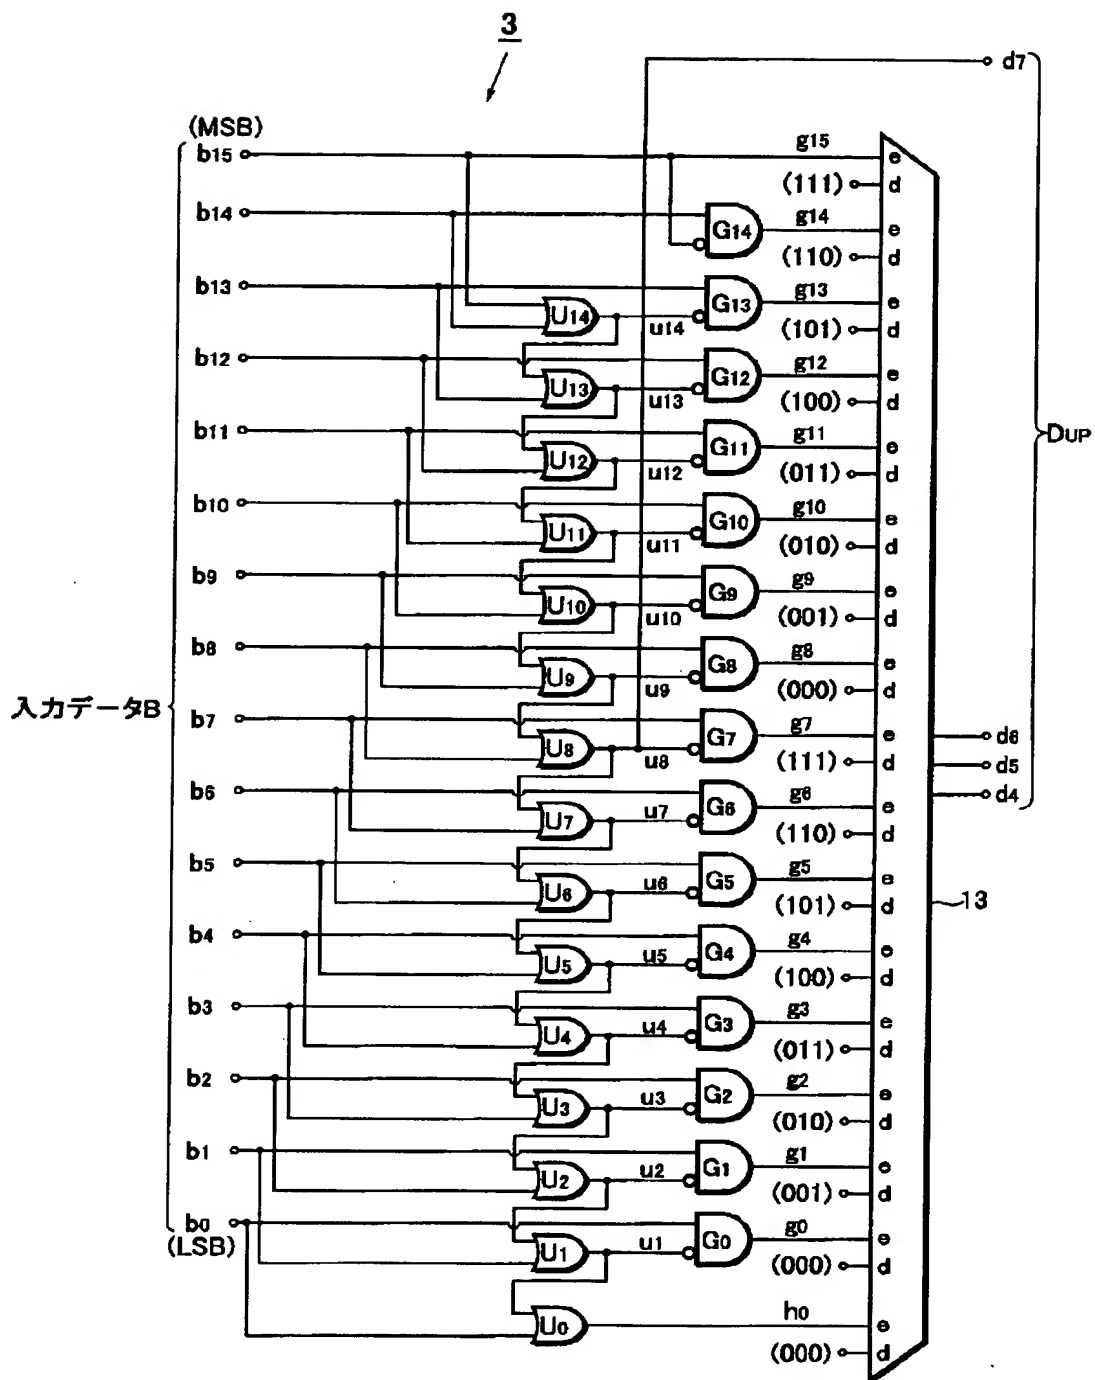 3
d7
(MSB)
b15
g15
e
(111)
d
b14
G14
g14
e
(110)
d
b13
U14
u14
G13
g13
e
(101)
d
b12
U13
u13
G12
g12
e
(100)
d
b11
U12
u12
G11
g11
e
(011)
d
DUP
b10
U11
u11
G10
g10
e
(010)
d
b9
U10
u10
G9
g9
e
(001)
d
b8
U9
u9
G8
g8
e
(000)
d
入力データB
b7
U8
u8
G7
g7
e
(111)
d
d6
d5
d4
b6
U7
u7
G6
g6
e
(110)
d
b5
U6
u6
G5
g5
e
(101)
d
13
b4
U5
u5
G4
g4
e
(100)
d
b3
U4
u4
G3
g3
e
(011)
d
b2
U3
u3
G2
g2
e
(010)
d
b1
U2
u2
G1
g1
e
(001)
d
b0
(LSB)
U1
u1
G0
g0
e
(000)
d
U0
h0
e
(000)
d